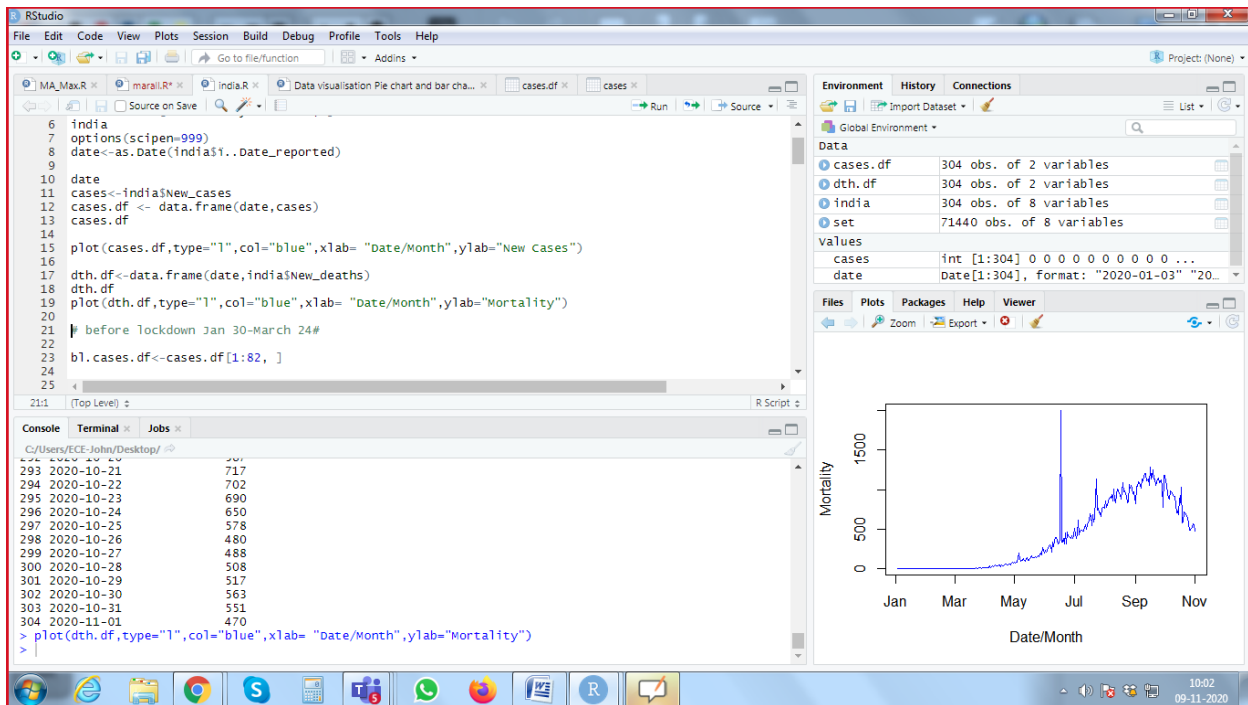 RStudio
File Edit Code View Plots Session Build Debug Profile Tools Help
Go to file/function Addins Project: (None)
MA_Max.R marall.R* india.R Data visualisation Pie chart and bar cha... cases.df cases
Source on Save Run Source
6 india
7 options(scipen=999)
8 date<-as.Date(india$ï..Date_reported)
9
10 date
11 cases<-india$New_cases
12 cases.df <- data.frame(date,cases)
13 cases.df
14
15 plot(cases.df,type="l",col="blue",xlab= "Date/Month",ylab="New Cases")
16
17 dth.df<-data.frame(date,india$New_deaths)
18 dth.df
19 plot(dth.df,type="l",col="blue",xlab= "Date/Month",ylab="Mortality")
20
21 # before lockdown Jan 30-March 24#
22
23 bl.cases.df<-cases.df[1:82, ]
24
25
21:1 (Top Level) R Script
Console Terminal Jobs
C:/Users/ECE-John/Desktop/
293 2020-10-21 717
294 2020-10-22 702
295 2020-10-23 690
296 2020-10-24 650
297 2020-10-25 578
298 2020-10-26 480
299 2020-10-27 488
300 2020-10-28 508
301 2020-10-29 517
302 2020-10-30 563
303 2020-10-31 551
304 2020-11-01 470
> plot(dth.df,type="l",col="blue",xlab= "Date/Month",ylab="Mortality")
>
Environment History Connections
Import Dataset List
Global Environment
Data
cases.df 304 obs. of 2 variables
dth.df 304 obs. of 2 variables
india 304 obs. of 8 variables
set 71440 obs. of 8 variables
Values
cases int [1:304] 0 0 0 0 0 0 0 0 0 0 ...
date Date[1:304], format: "2020-01-03" "20...
Files Plots Packages Help Viewer
Zoom Export
Mortality
1500
500
0
Jan Mar May Jul Sep Nov
Date/Month
10:02
09-11-2020